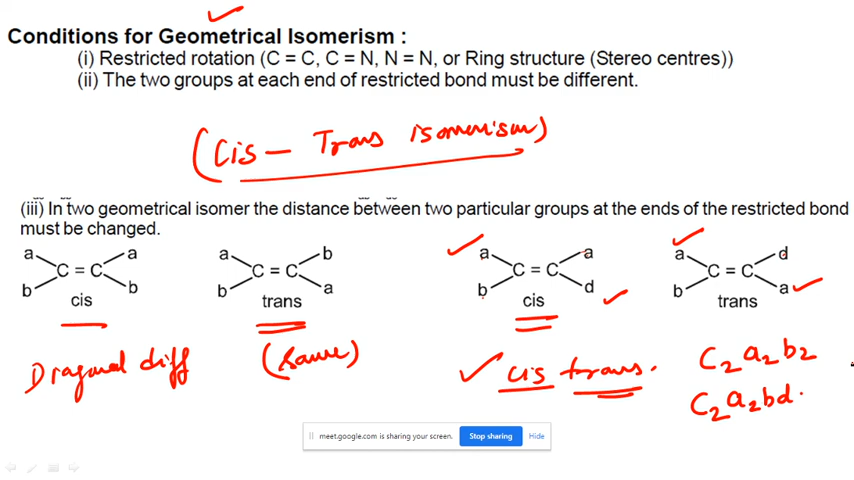 Conditions for Geometrical Isomerism:
(i) Restricted rotation (C = C, C = N, N = N, or Ring structure (Stereo centres))
(ii) The two groups at each end of restricted bond must be different.
(Cis - Trans isomerism)
(iii) In two geometrical isomer the distance between two particular groups at the ends of the restricted bond
must be changed.
a a a b a a a d
C = C C = C C = C C = C
b b b a b d b a
cis trans cis trans
Diagonal diff (same) cis trans. C2a2b2
C2a2bd.
meet.google.com is sharing your screen. Stop sharing Hide